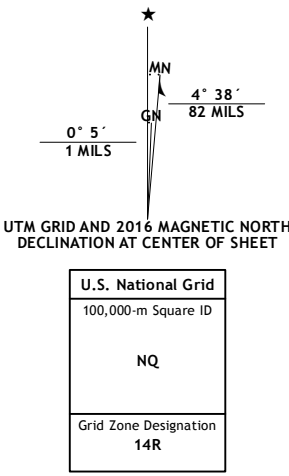 ★
MN
4° 38´
82 MILS
GN
0° 5´
1 MILS
UTM GRID AND 2016 MAGNETIC NORTH
DECLINATION AT CENTER OF SHEET
U.S. National Grid
100,000-m Square ID
NQ
Grid Zone Designation
14R